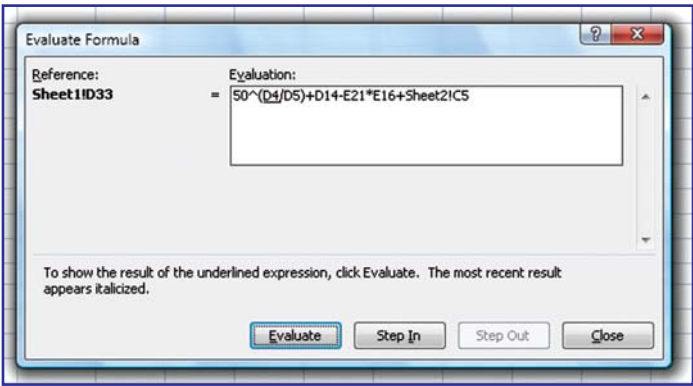 Evaluate Formula
Reference:
Evaluation:
Sheet1!D33 = 50^(D4/D5)+D14-E21*E16+Sheet2!C5
To show the result of the underlined expression, click Evaluate. The most recent result
appears italicized.
Evaluate Step In Step Out Close